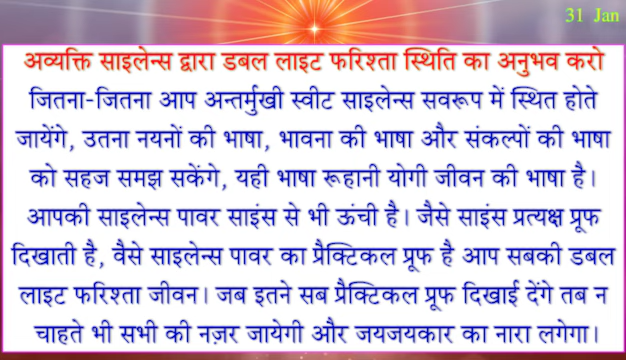 31 Jan
अव्यक्ति साइलेन्स द्वारा डबल लाइट फरिश्ता स्थिति का अनुभव करो
जितना-जितना आप अन्तर्मुखी स्वीट साइलेन्स सवरूप में स्थित होते
जायेंगे, उतना नयनों की भाषा, भावना की भाषा और संकल्पों की भाषा
को सहज समझ सकेंगे, यही भाषा रूहानी योगी जीवन की भाषा है।
आपकी साइलेन्स पावर साइंस से भी ऊंची है। जैसे साइंस प्रत्यक्ष प्रूफ
दिखाती है, वैसे साइलेन्स पावर का प्रैक्टिकल प्रूफ है आप सबकी डबल
लाइट फरिश्ता जीवन। जब इतने सब प्रैक्टिकल प्रूफ दिखाई देंगे तब न
चाहते भी सभी की नज़र जायेगी और जयजयकार का नारा लगेगा।